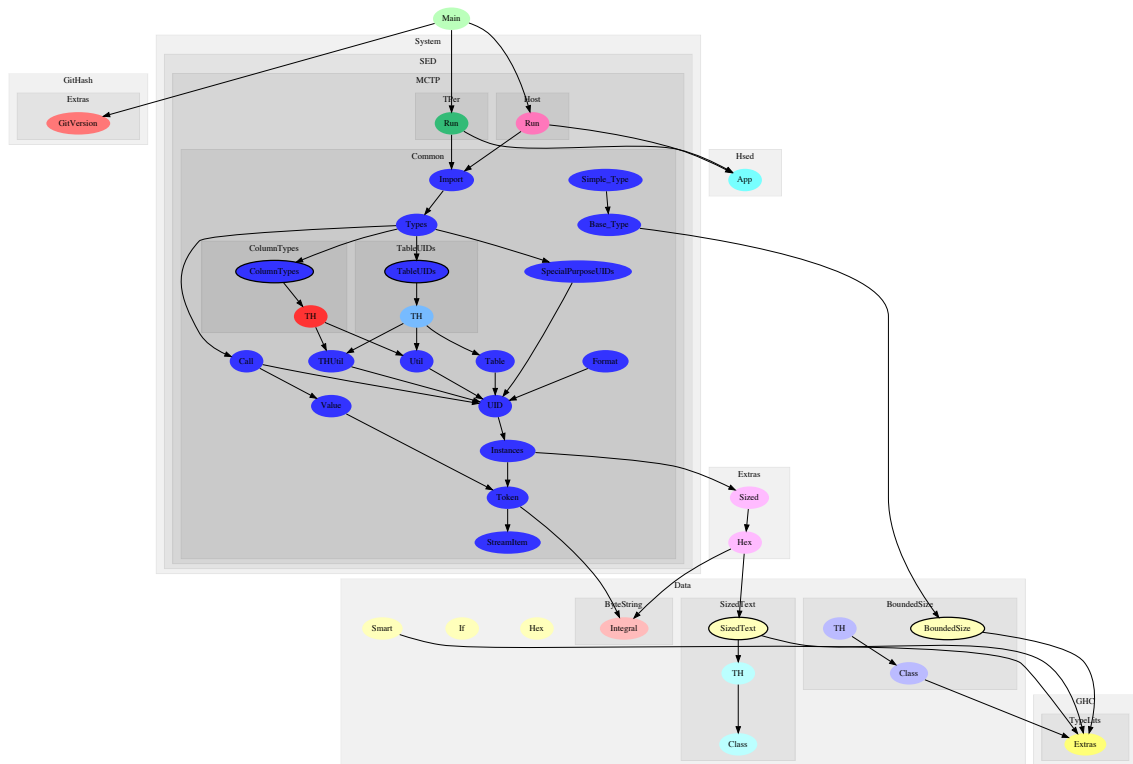 Main
System
SED
GitHash
MCTP
Extras
TPer
Host
GitVersion
Run
Run
Common
Hsed
Import
Simple_Type
App
Types
Base_Type
ColumnTypes
TableUIDs
ColumnTypes
TableUIDs
SpecialPurposeUIDs
TH
TH
Call
THUtil
Util
Table
Format
Value
UID
Instances
Extras
Token
Sized
StreamItem
Hex
Data
ByteString
SizedText
BoundedSize
Smart
If
Hex
Integral
SizedText
TH
BoundedSize
TH
Class
GHC
TypeLits
Class
Extras